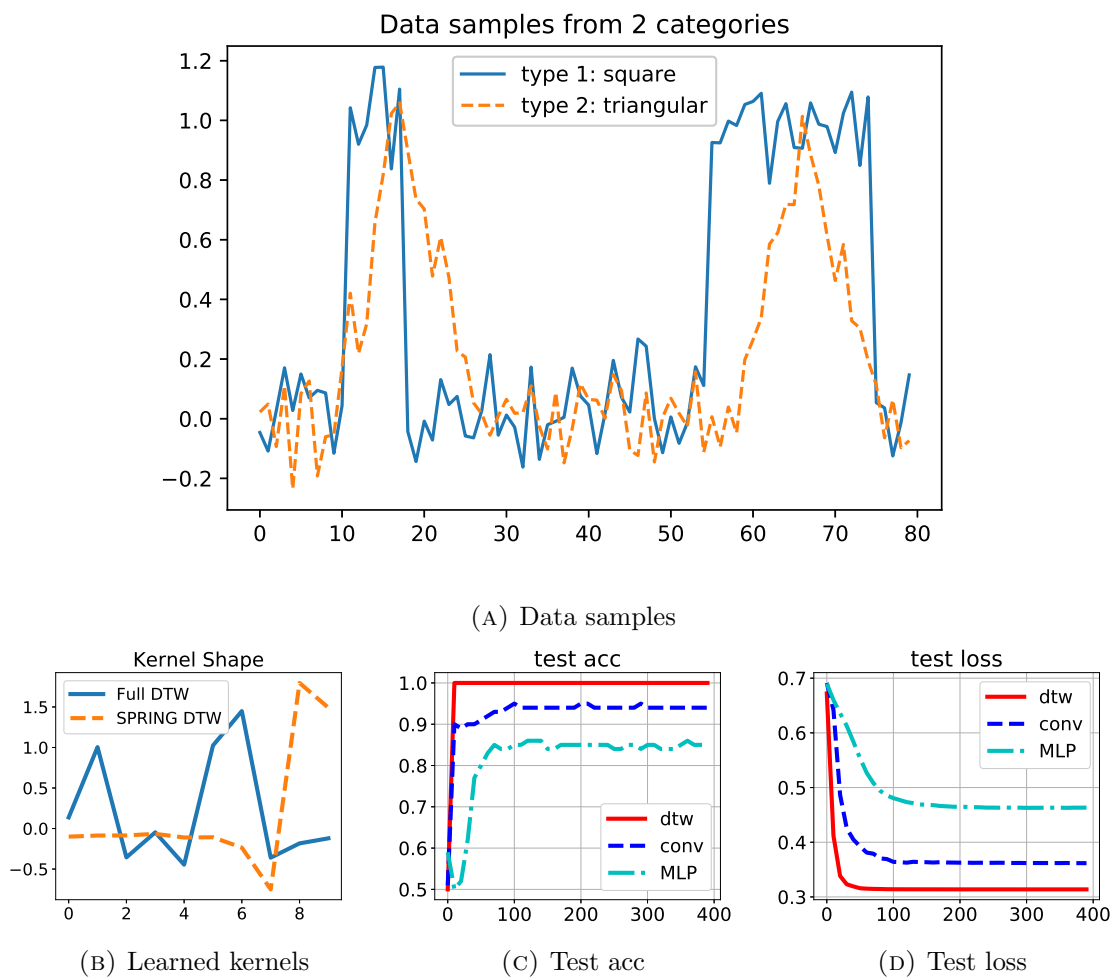 Data samples from 2 categories
type 1: square
type 2: triangular
1.2
1.0
0.8
0.6
0.4
0.2
0.0
−0.2
0 10 20 30 40 50 60 70 80
(A) Data samples
Kernel Shape
Full DTW
SPRING DTW
1.5
1.0
0.5
0.0
−0.5
0 2 4 6 8
(B) Learned kernels
test acc
1.0
0.9
0.8
0.7
0.6
0.5
dtw
conv
MLP
0 100 200 300 400
(C) Test acc
test loss
0.7
0.6
0.5
0.4
0.3
dtw
conv
MLP
0 100 200 300 400
(D) Test loss